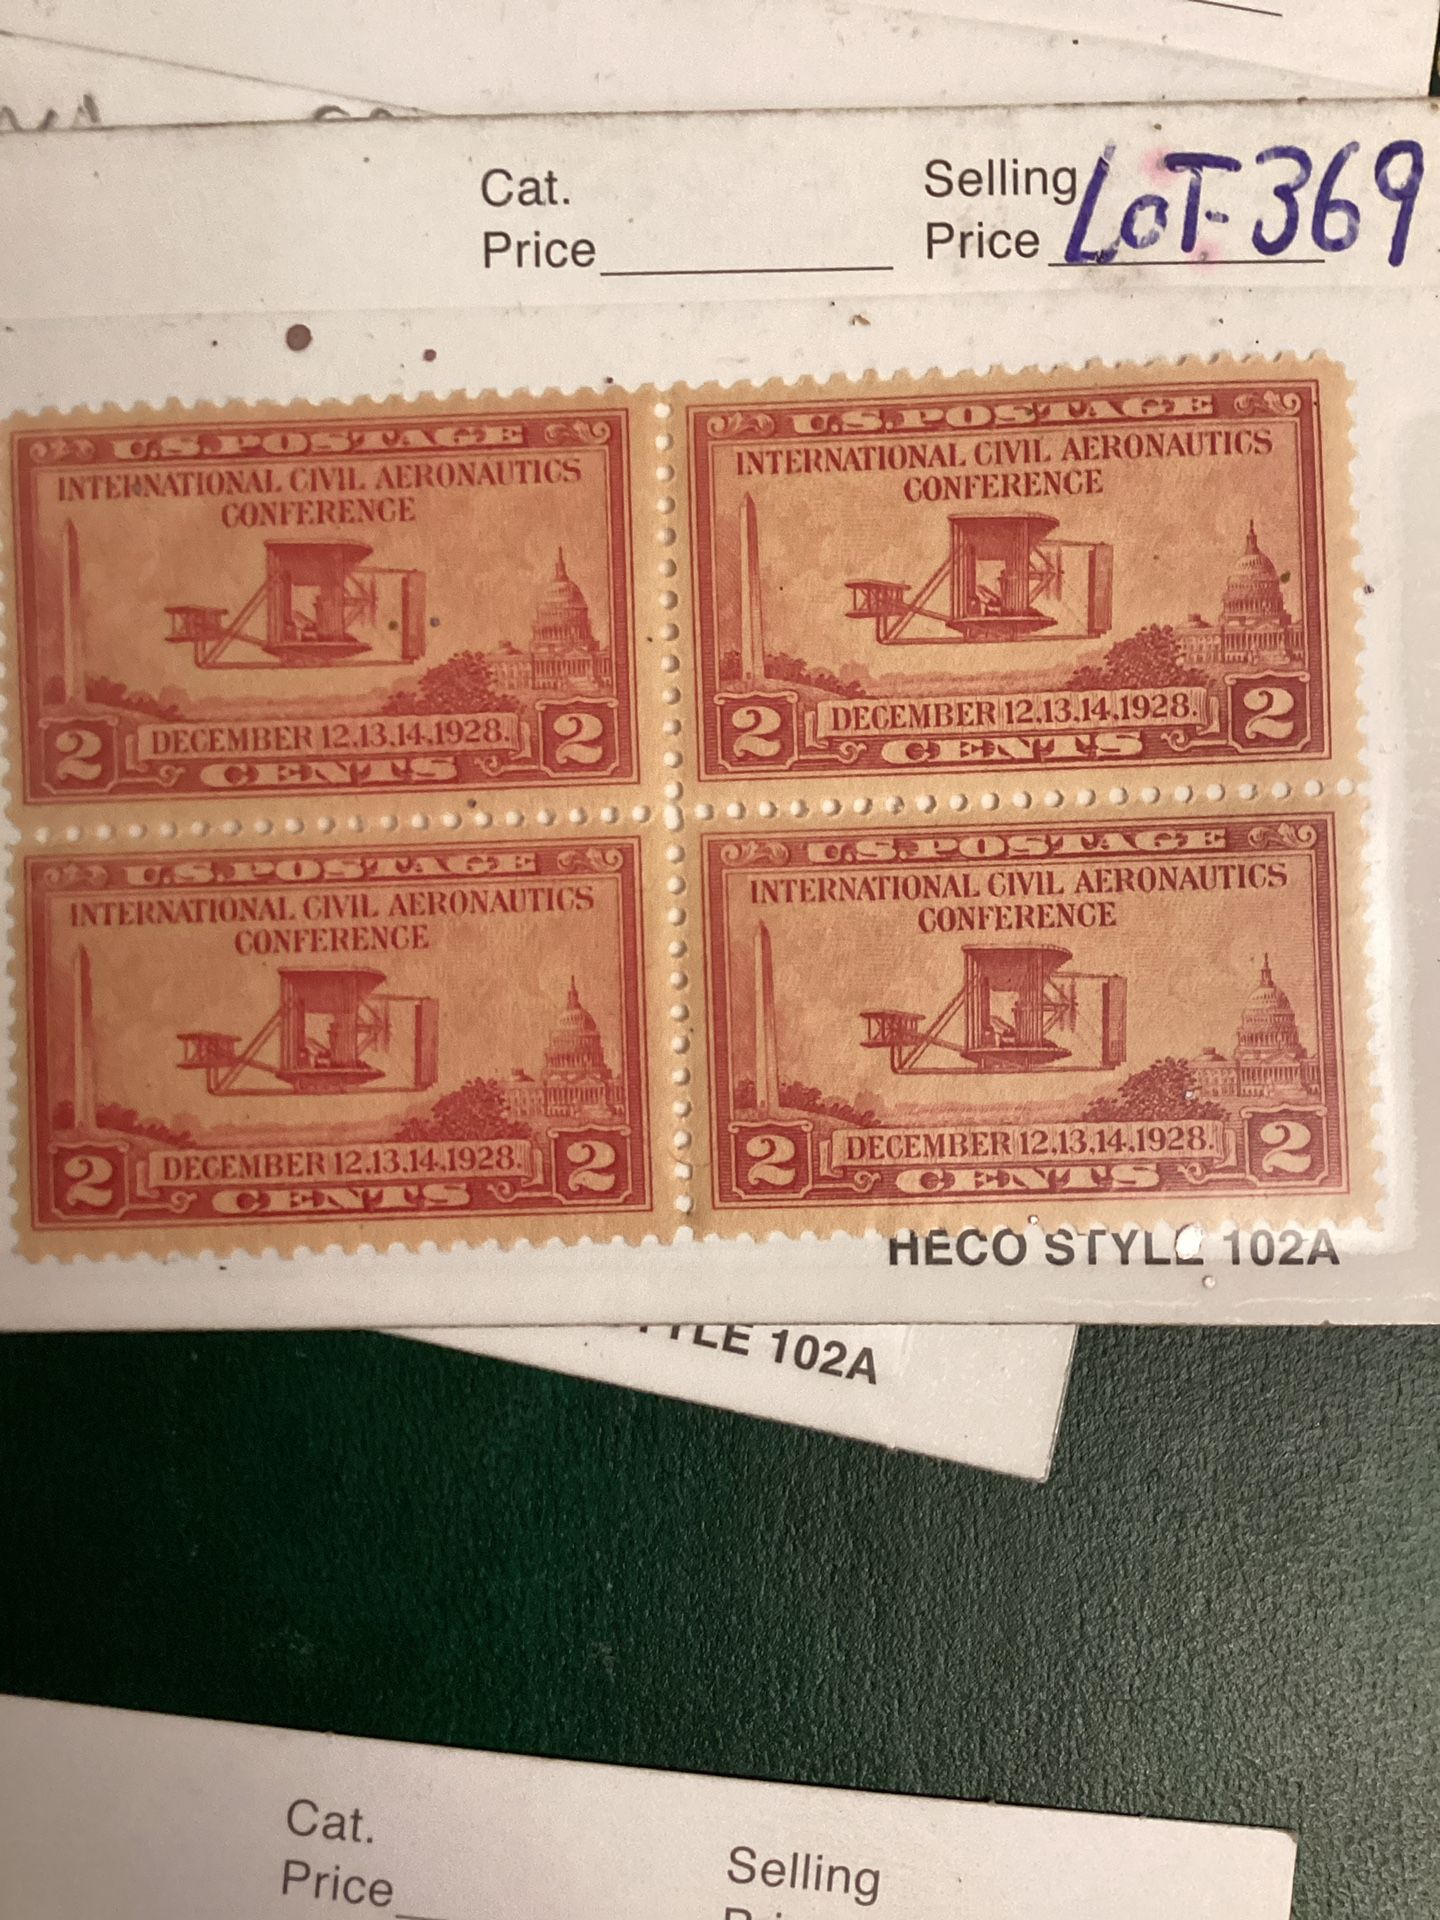 Cat.
Price
Selling
Price
LOT-369
U.S. POSTAGE
INTERNATIONAL CIVIL AERONAUTICS
CONFERENCE
2
DECEMBER 12,13,14,1928.
2
CENTS
U.S. POSTAGE
INTERNATIONAL CIVIL AERONAUTICS
CONFERENCE
2
DECEMBER 12,13,14,1928.
2
CENTS
U.S. POSTAGE
INTERNATIONAL CIVIL AERONAUTICS
CONFERENCE
2
DECEMBER 12,13,14,1928.
2
CENTS
U.S. POSTAGE
INTERNATIONAL CIVIL AERONAUTICS
CONFERENCE
2
DECEMBER 12,13,14,1928.
2
CENTS
HECO STYLE 102A
TYLE 102A
Cat.
Price
Selling